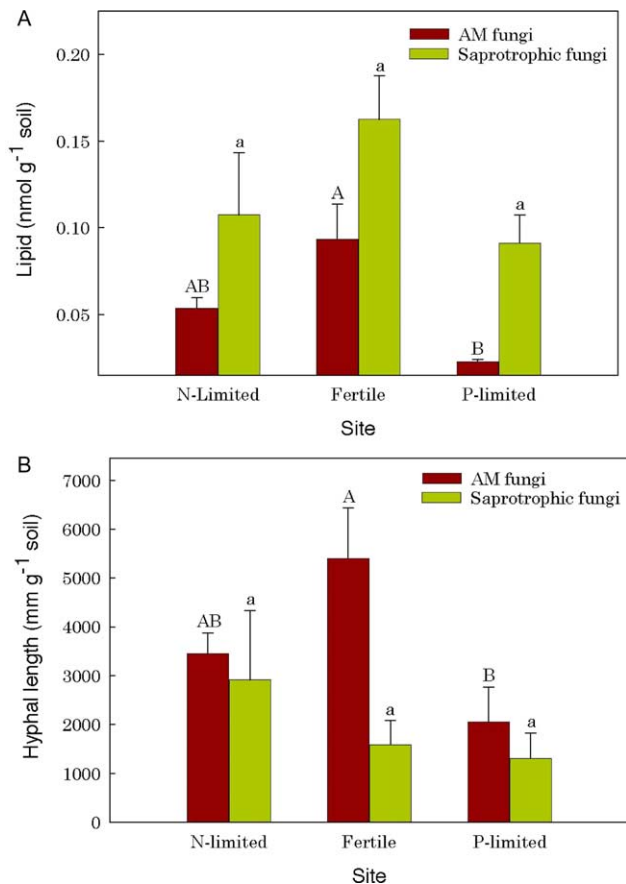 A
AM fungi
Saprotrophic fungi
0.20
0.15
0.10
0.05
Lipid (nmol g⁻¹ soil)
AB
a
A
a
B
a
N-Limited
Fertile
P-limited
Site
B
AM fungi
Saprotrophic fungi
7000
6000
5000
4000
3000
2000
1000
0
Hyphal length (mm g⁻¹ soil)
AB
a
A
a
B
a
N-limited
Fertile
P-limited
Site